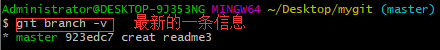 Administrator@DESKTOP-9J353NG MINGW64 ~/Desktop/mygit (master)
$ git branch -v 最新的一条信息
* master 923edc7 creat readme3